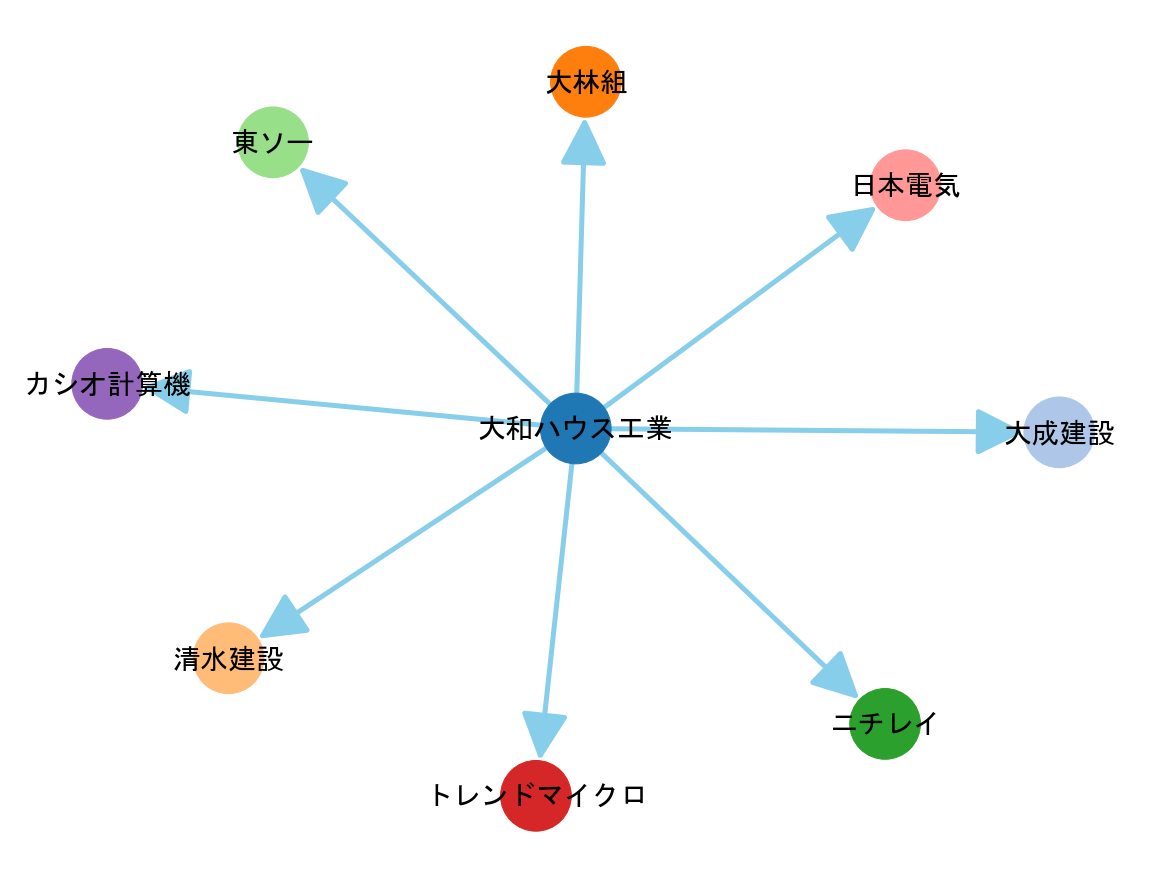 大林組
東ソー
日本電気
カシオ計算機
大和ハウス工業
大成建設
清水建設
ニチレイ
トレンドマイクロ